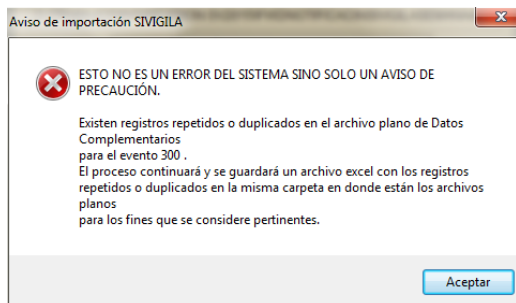 Aviso de importación SIVIGILA
ESTO NO ES UN ERROR DEL SISTEMA SINO SOLO UN AVISO DE
PRECAUCIÓN.
Existen registros repetidos o duplicados en el archivo plano de Datos
Complementarios
para el evento 300 .
El proceso continuará y se guardará un archivo excel con los registros
repetidos o duplicados en la misma carpeta en donde están los archivos
planos
para los fines que se considere pertinentes.
Aceptar